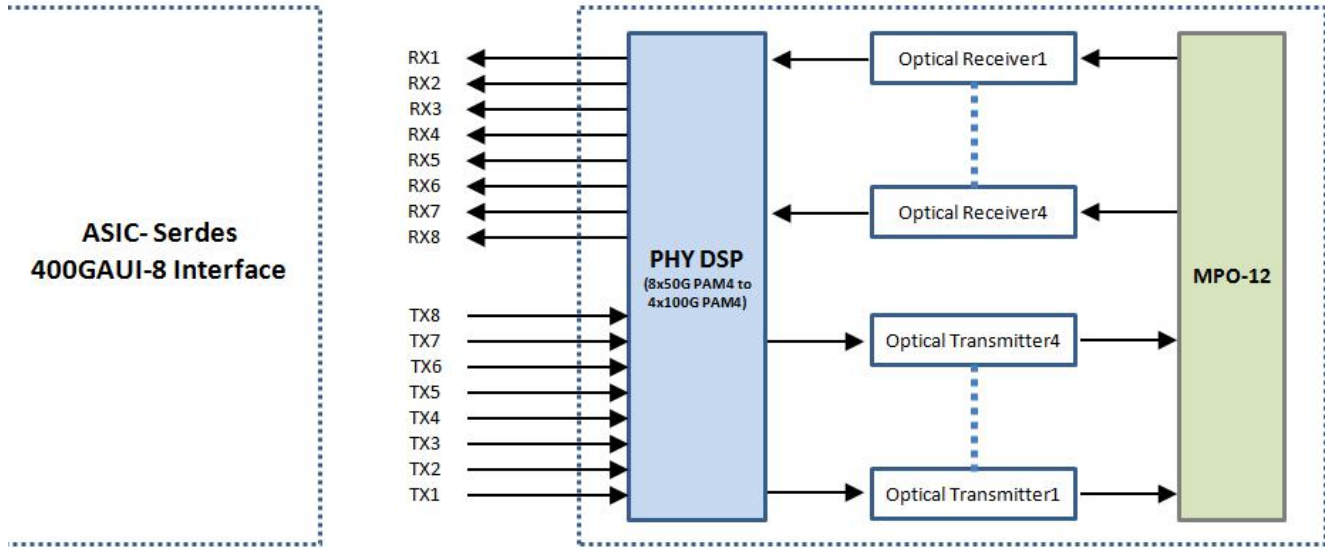 ASIC- Serdes
400GAUI-8 Interface
RX1
RX2
RX3
RX4
RX5
RX6
RX7
RX8
TX8
TX7
TX6
TX5
TX4
TX3
TX2
TX1
PHY DSP
(8x50G PAM4 to
4x100G PAM4)
Optical Receiver1
Optical Receiver4
Optical Transmitter4
Optical Transmitter1
MPO-12